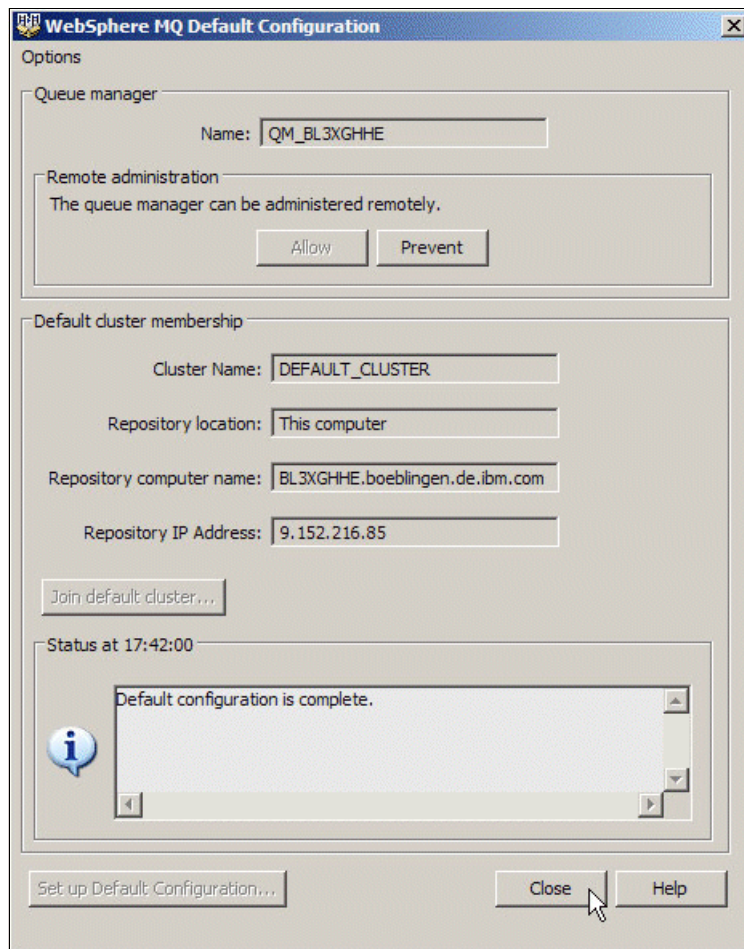 WebSphere MQ Default Configuration
Options
Queue manager
Name: QM_BL3XGHHE
Remote administration
The queue manager can be administered remotely.
Allow Prevent
Default cluster membership
Cluster Name: DEFAULT_CLUSTER
Repository location: This computer
Repository computer name: BL3XGHHE.boeblingen.de.ibm.com
Repository IP Address: 9.152.216.85
Join default cluster...
Status at 17:42:00
Default configuration is complete.
Set up Default Configuration... Close Help